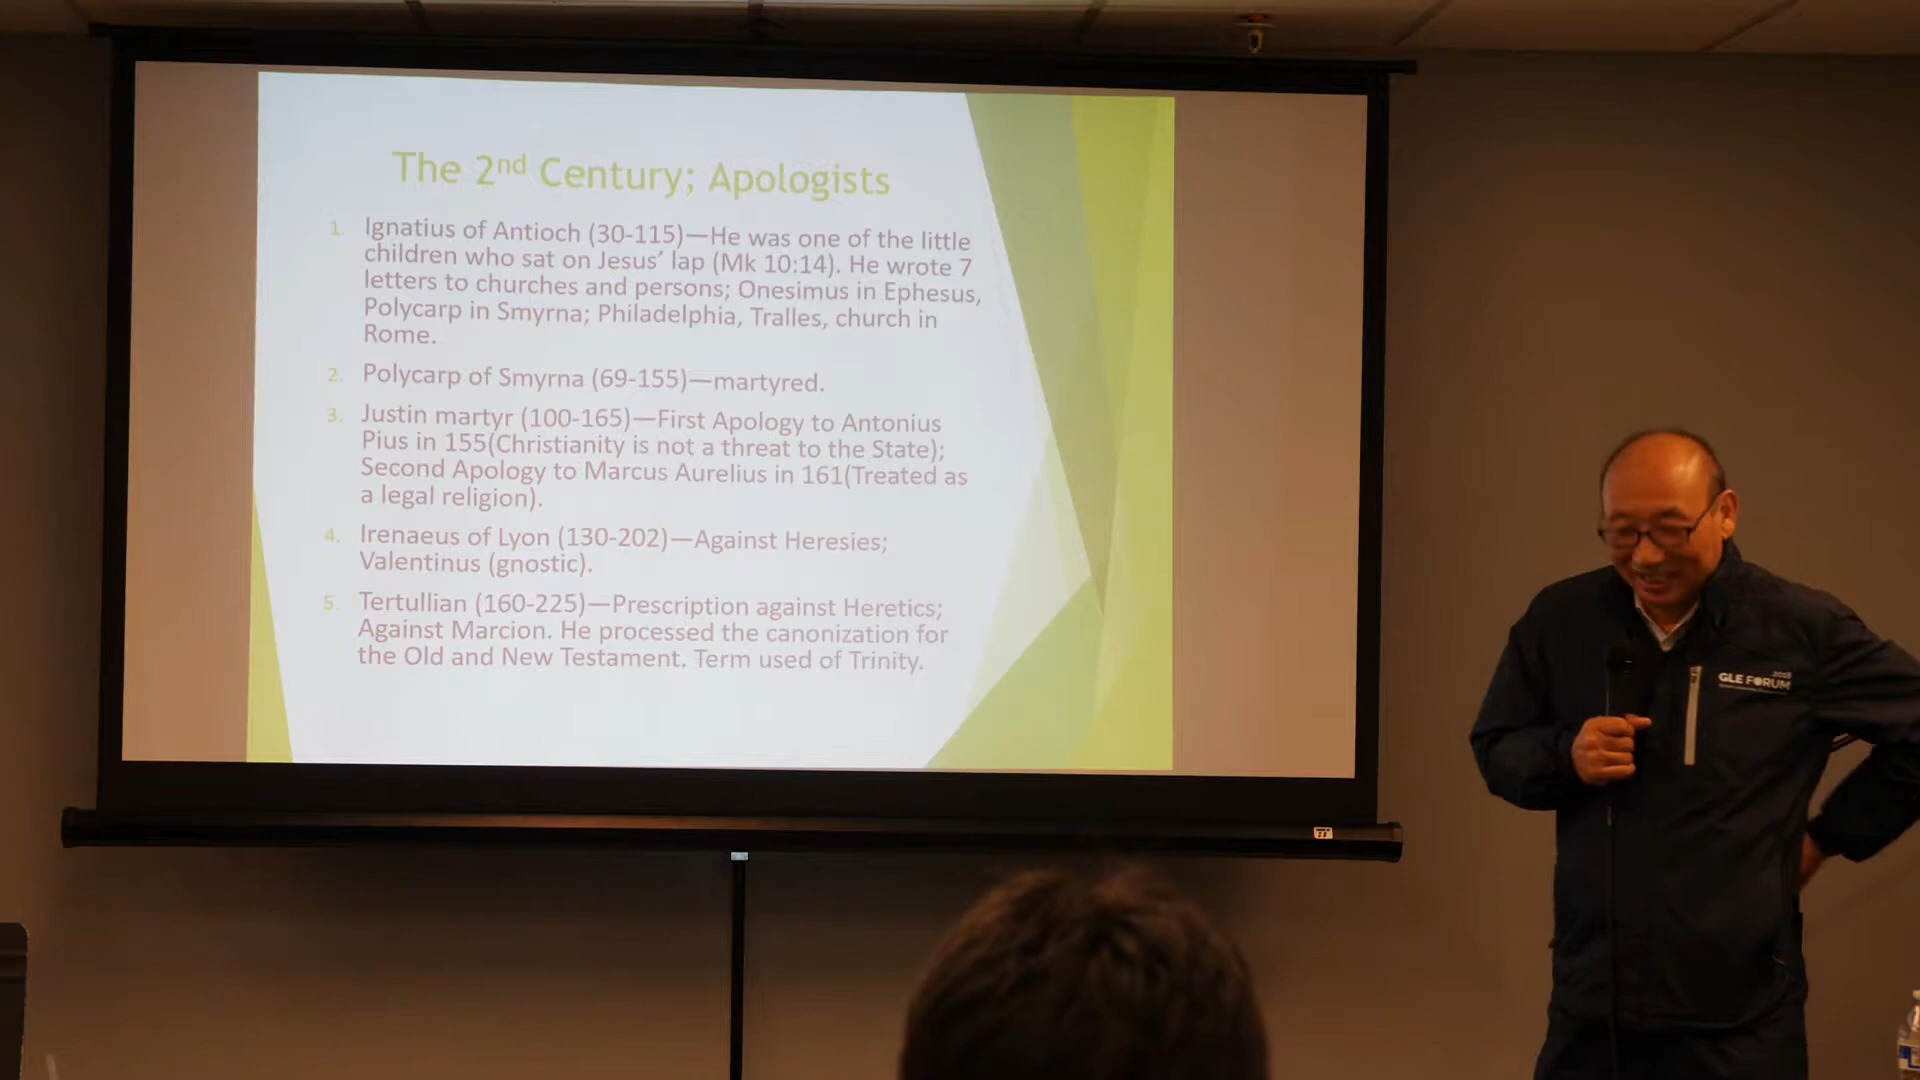 The 2nd Century; Apologists
1. Ignatius of Antioch (30-115)—He was one of the little
children who sat on Jesus’ lap (Mk 10:14). He wrote 7
letters to churches and persons; Onesimus in Ephesus,
Polycarp in Smyrna; Philadelphia, Tralles, church in
Rome.
2. Polycarp of Smyrna (69-155)—martyred.
3. Justin martyr (100-165)—First Apology to Antonius
Pius in 155(Christianity is not a threat to the State);
Second Apology to Marcus Aurelius in 161(Treated as
a legal religion).
4. Irenaeus of Lyon (130-202)—Against Heresies;
Valentinus (gnostic).
5. Tertullian (160-225)—Prescription against Heretics;
Against Marcion. He processed the canonization for
the Old and New Testament. Term used of Trinity.
GLE FORUM